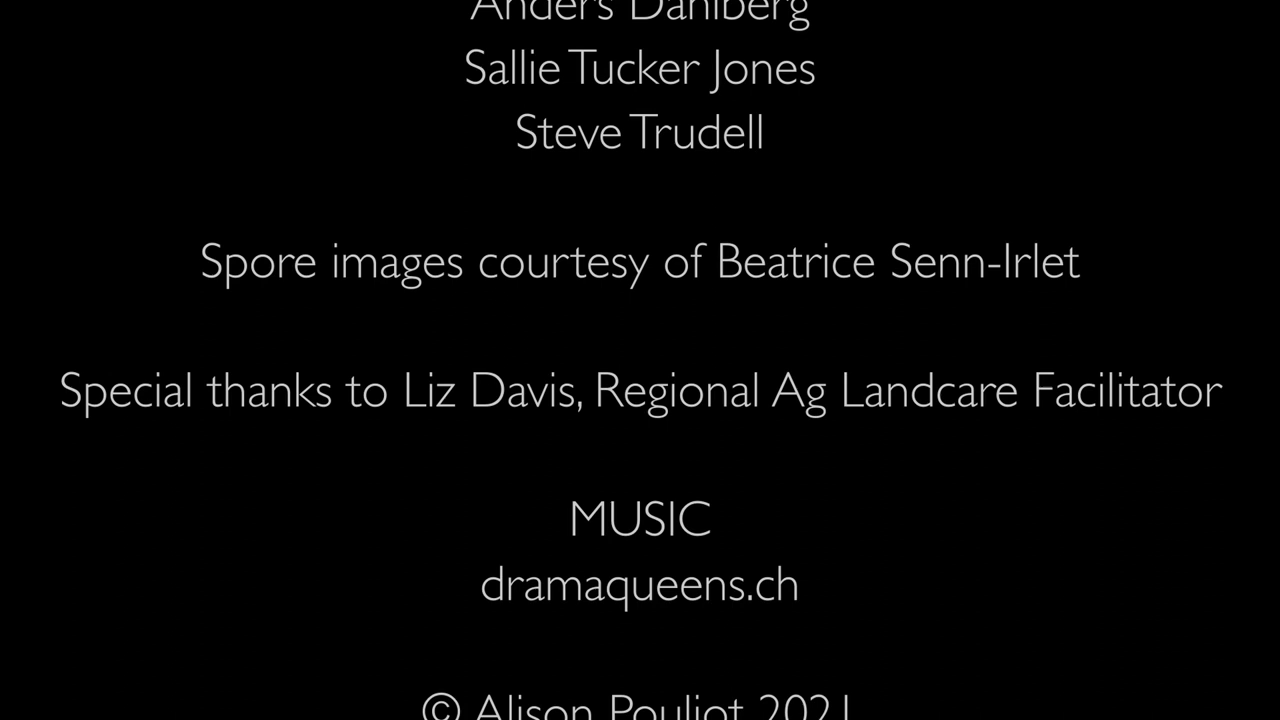 Anders Dahlberg
Sallie Tucker Jones
Steve Trudell
Spore images courtesy of Beatrice Senn-Irlet
Special thanks to Liz Davis, Regional Ag Landcare Facilitator
MUSIC
dramaqueens.ch
© Alison Pouliot 2021